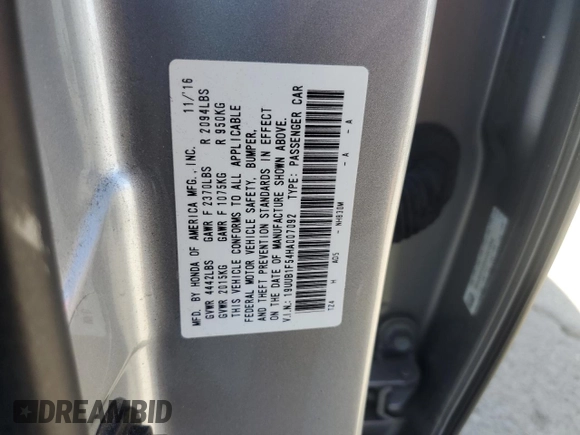 MFD. BY HONDA OF AMERICA MFG., INC. 11/'16
GVWR 4442LBS GAWR F 2370LBS R 2094LBS
GVWR 2015KG GAWR F 1075KG R 950KG
THIS VEHICLE CONFORMS TO ALL APPLICABLE
FEDERAL MOTOR VEHICLE SAFETY, BUMPER,
AND THEFT PREVENTION STANDARDS IN EFFECT
ON THE DATE OF MANUFACTURE SHOWN ABOVE.
V.I.N.: 19UUB1F54HA007092 TYPE: PASSENGER CAR
TZ4 H AD5 - NH830M - A - A
DREAMBID